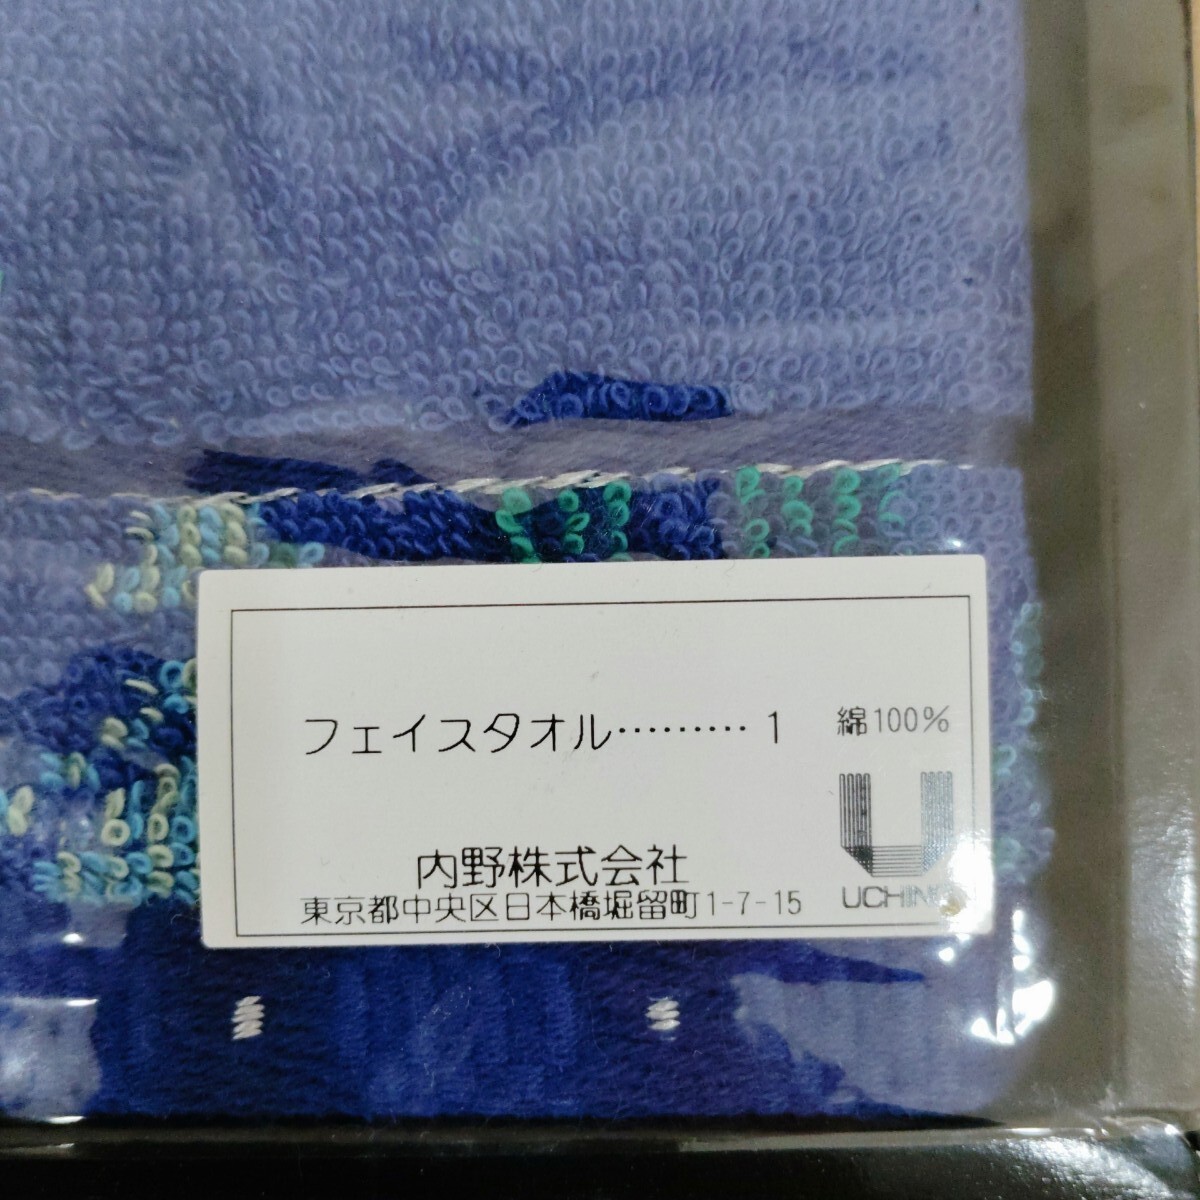 フェイスタオル……… 1
綿100%
UCHINO
内野株式会社
東京都中央区日本橋堀留町1-7-15